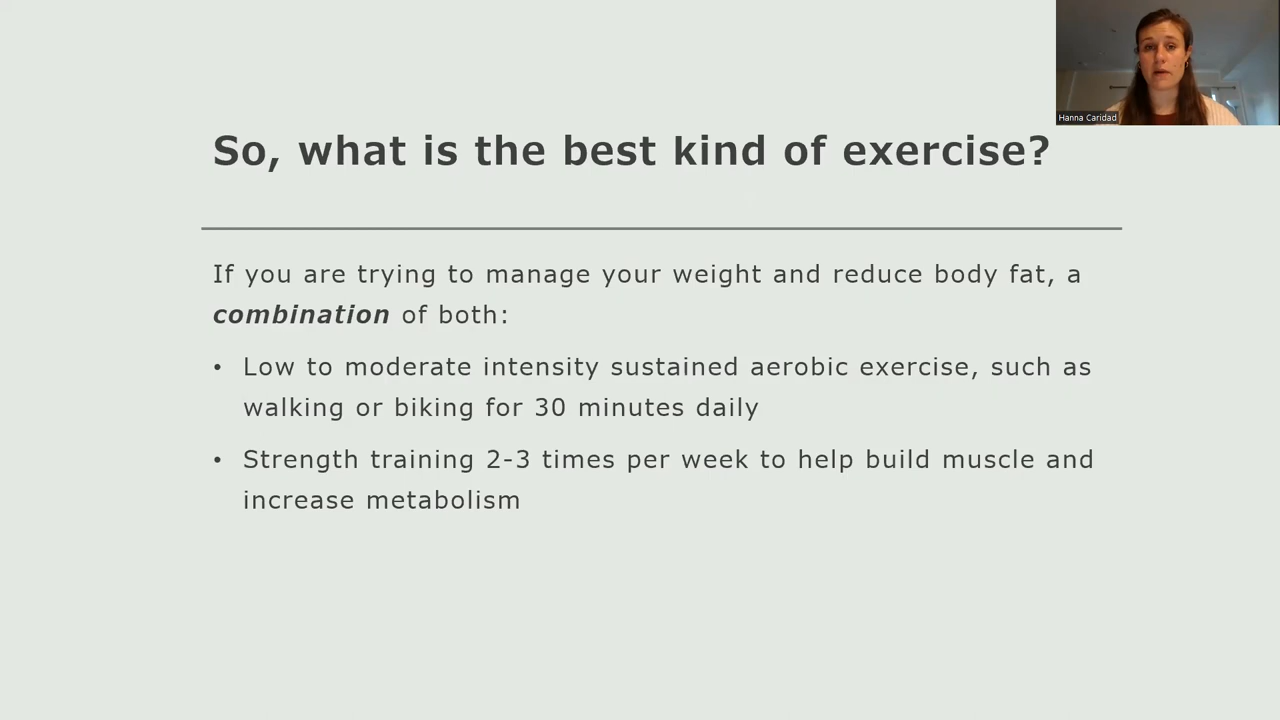 Hanna Caridad
So, what is the best kind of exercise?
If you are trying to manage your weight and reduce body fat, a
combination of both:
• Low to moderate intensity sustained aerobic exercise, such as
walking or biking for 30 minutes daily
• Strength training 2-3 times per week to help build muscle and
increase metabolism